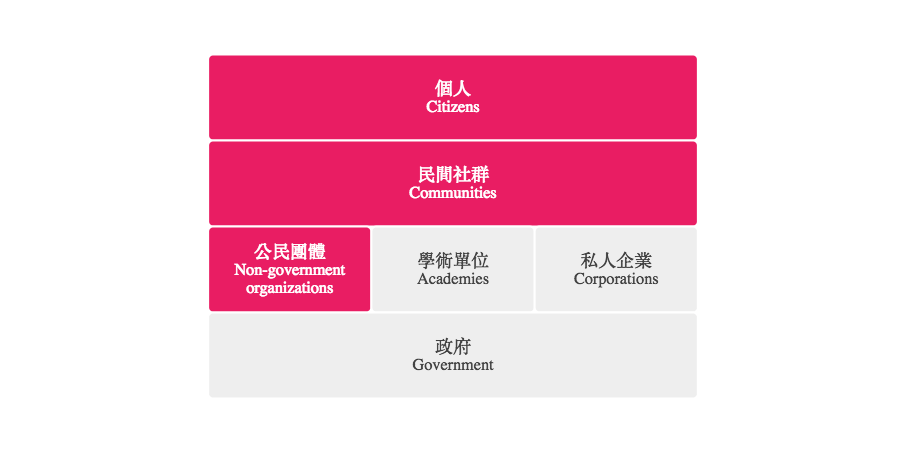 個人
Citizens
民間社群
Communities
公民團體
Non-government
organizations
學術單位
Academies
私人企業
Corporations
政府
Government